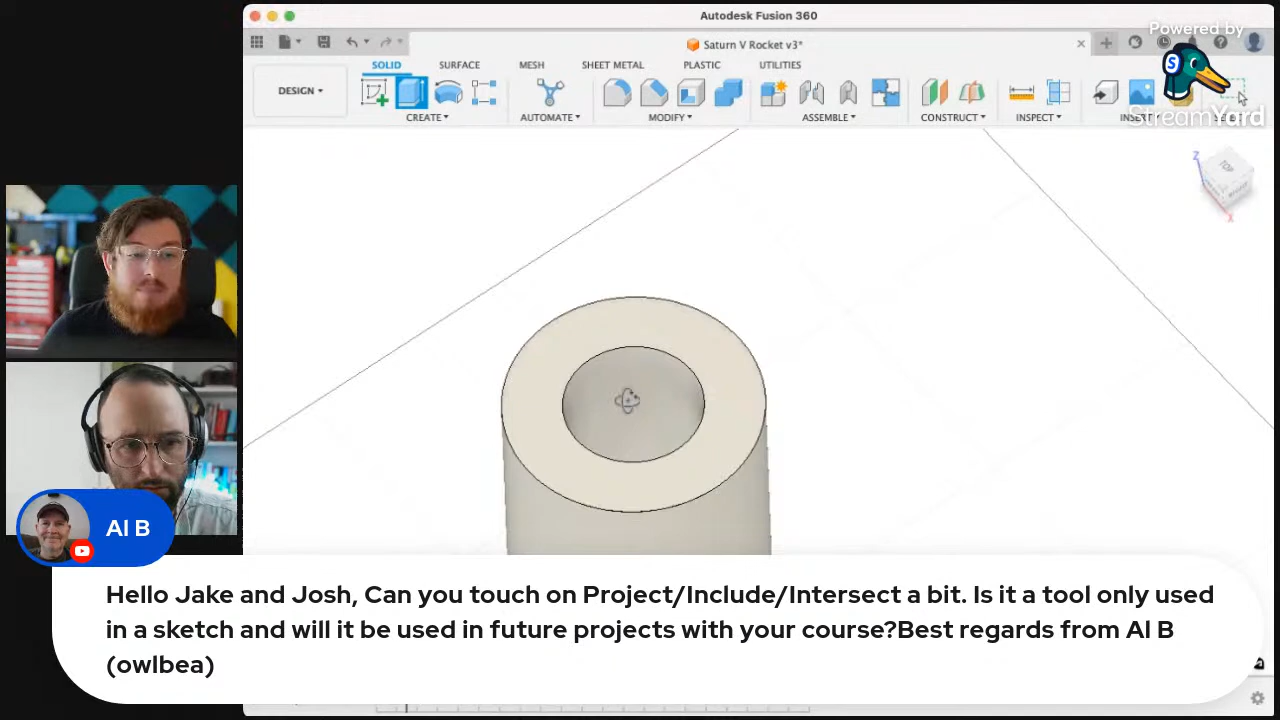 Autodesk Fusion 360
Powered by
Saturn V Rocket v3*
SOLID SURFACE MESH SHEET METAL PLASTIC UTILITIES
DESIGN
CREATE AUTOMATE MODIFY ASSEMBLE CONSTRUCT INSPECT INSERT
StreamYard
TOP
Z
X
Al B
Hello Jake and Josh, Can you touch on Project/Include/Intersect a bit. Is it a tool only used
in a sketch and will it be used in future projects with your course?Best regards from Al B
(owlbea)